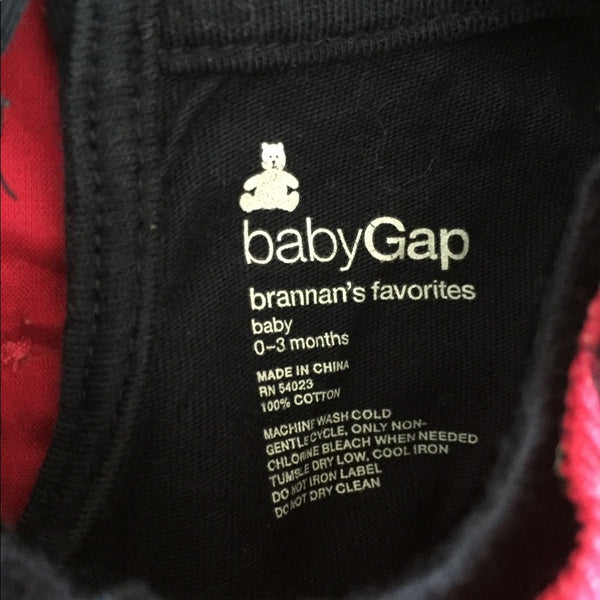 babyGap
brannan's favorites
baby
0-3 months
MADE IN CHINA
RN 54023
100% COTTON
MACHINE WASH COLD
GENTLE CYCLE, ONLY NON-
CHLORINE BLEACH WHEN NEEDED
TUMBLE DRY LOW, COOL IRON
DO NOT IRON LABEL
DO NOT DRY CLEAN